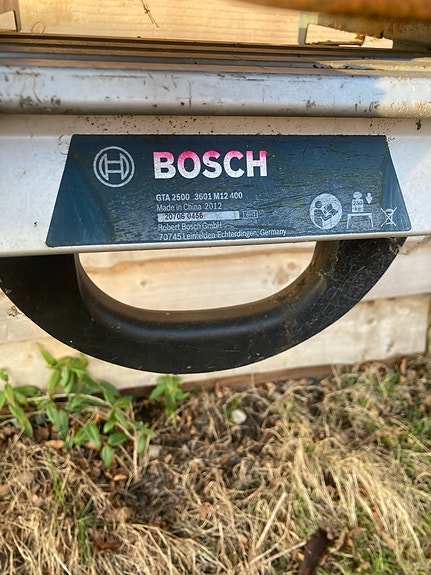 BOSCH
GTA 2500 3601 M12 400
Made in China 2012
20706 0456
Robert Bosch GmbH
70745 Leinfelden-Echterdingen, Germany